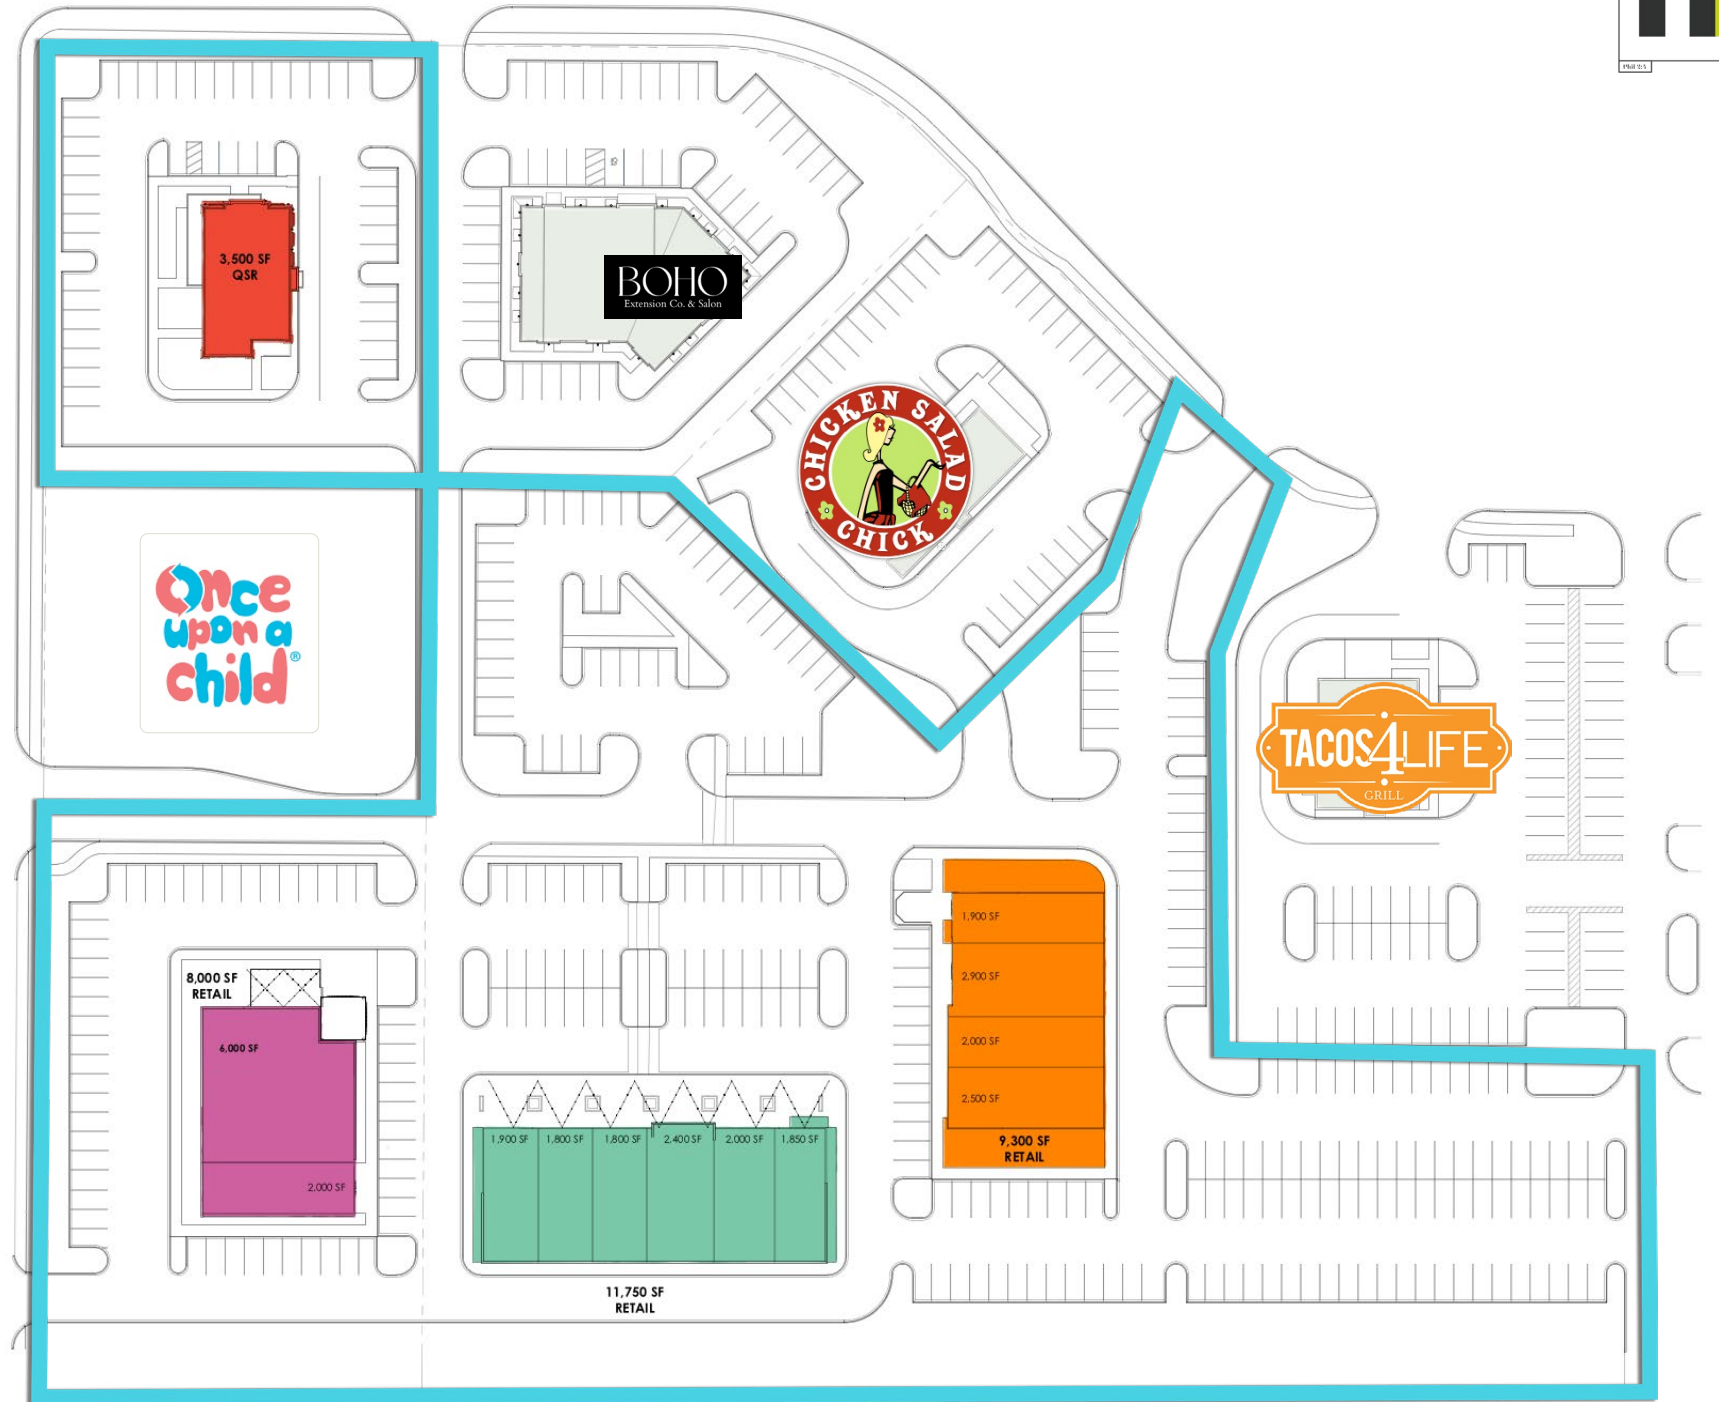 3,500 SF
QSR
BOHO
Extension Co. & Salon
CHICKEN SALAD
CHICK
Once
upon a
child®
TACOS4LIFE
GRILL
8,000 SF
RETAIL
6,000 SF
2,000 SF
1,900 SF
1,800 SF
1,800 SF
2,400 SF
2,000 SF
1,850 SF
11,750 SF
RETAIL
1,900 SF
2,900 SF
2,000 SF
2,500 SF
9,300 SF
RETAIL